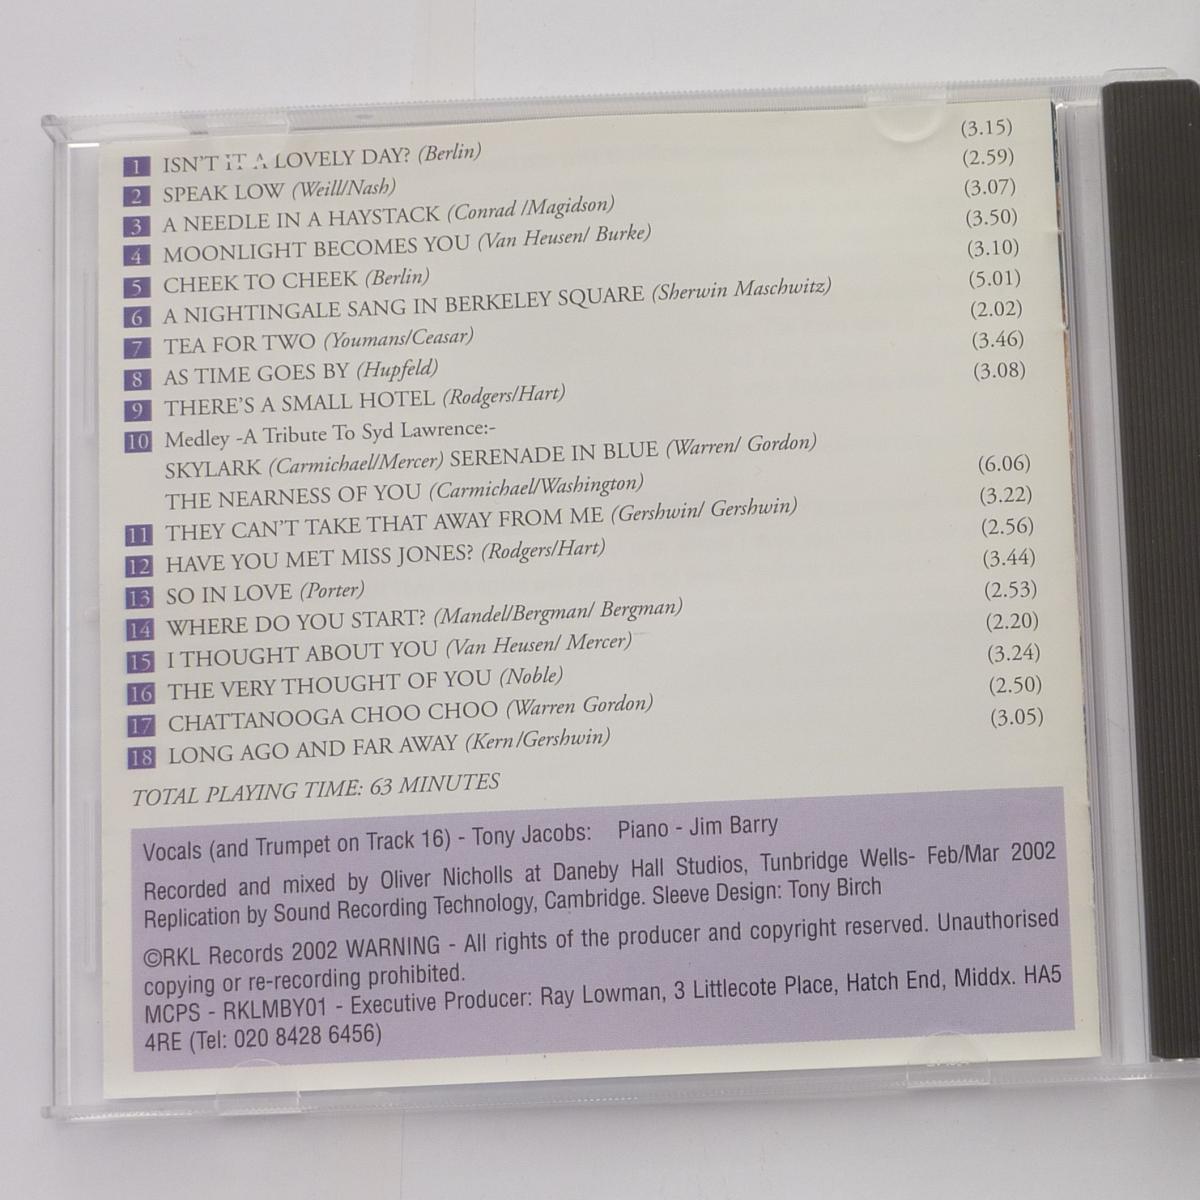 1 ISN'T IT A LOVELY DAY? (Berlin) (3.15)
2 SPEAK LOW (Weill/Nash) (2.59)
3 A NEEDLE IN A HAYSTACK (Conrad /Magidson) (3.07)
4 MOONLIGHT BECOMES YOU (Van Heusen/ Burke) (3.50)
5 CHEEK TO CHEEK (Berlin) (3.10)
6 A NIGHTINGALE SANG IN BERKELEY SQUARE (Sherwin Maschwitz) (5.01)
7 TEA FOR TWO (Youmans/Ceasar) (2.02)
8 AS TIME GOES BY (Hupfeld) (3.46)
9 THERE'S A SMALL HOTEL (Rodgers/Hart) (3.08)
10 Medley -A Tribute To Syd Lawrence:-
SKYLARK (Carmichael/Mercer) SERENADE IN BLUE (Warren/ Gordon)
THE NEARNESS OF YOU (Carmichael/Washington) (6.06)
11 THEY CAN'T TAKE THAT AWAY FROM ME (Gershwin/ Gershwin) (3.22)
12 HAVE YOU MET MISS JONES? (Rodgers/Hart) (2.56)
13 SO IN LOVE (Porter) (3.44)
14 WHERE DO YOU START? (Mandel/Bergman/ Bergman) (2.53)
15 I THOUGHT ABOUT YOU (Van Heusen/ Mercer) (2.20)
16 THE VERY THOUGHT OF YOU (Noble) (3.24)
17 CHATTANOOGA CHOO CHOO (Warren Gordon) (2.50)
18 LONG AGO AND FAR AWAY (Kern/Gershwin) (3.05)
TOTAL PLAYING TIME: 63 MINUTES
Vocals (and Trumpet on Track 16) - Tony Jacobs: Piano - Jim Barry
Recorded and mixed by Oliver Nicholls at Daneby Hall Studios, Tunbridge Wells- Feb/Mar 2002
Replication by Sound Recording Technology, Cambridge. Sleeve Design: Tony Birch
©RKL Records 2002 WARNING - All rights of the producer and copyright reserved. Unauthorised
copying or re-recording prohibited.
MCPS - RKLMBY01 - Executive Producer: Ray Lowman, 3 Littlecote Place, Hatch End, Middx. HA5
4RE (Tel: 020 8428 6456)